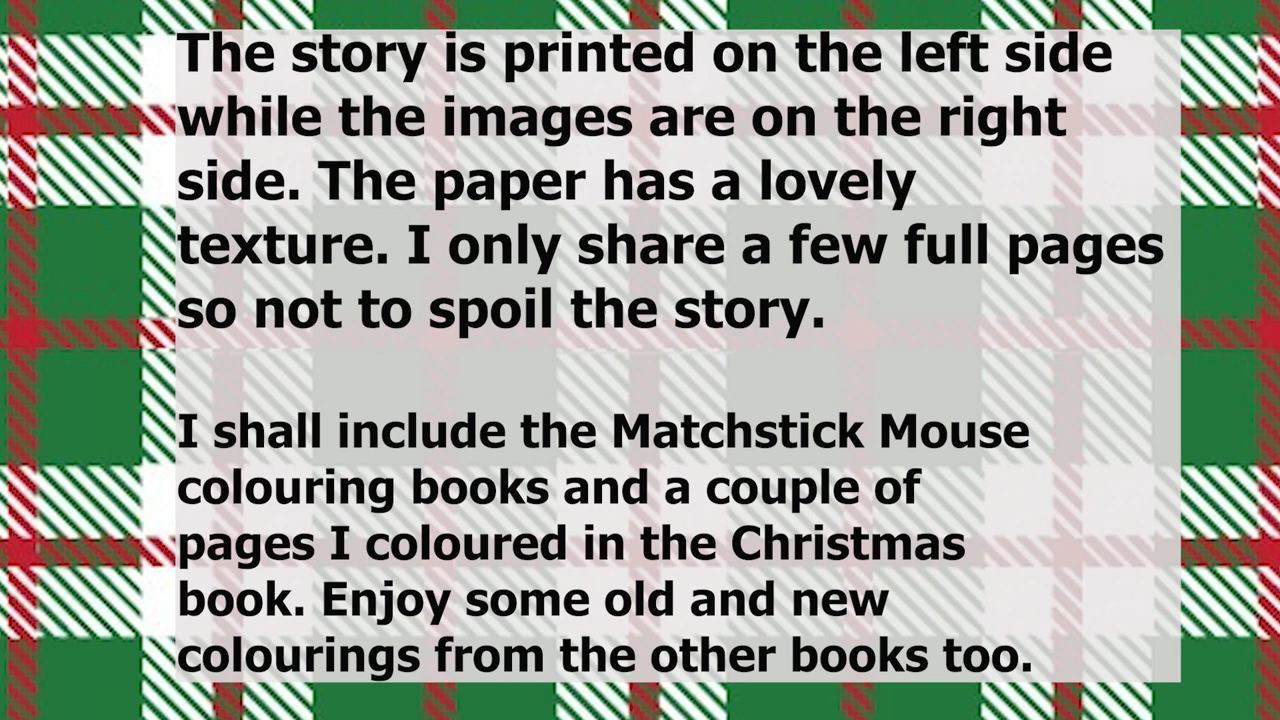 The story is printed on the left side
while the images are on the right
side. The paper has a lovely
texture. I only share a few full pages
so not to spoil the story.
I shall include the Matchstick Mouse
colouring books and a couple of
pages I coloured in the Christmas
book. Enjoy some old and new
colourings from the other books too.